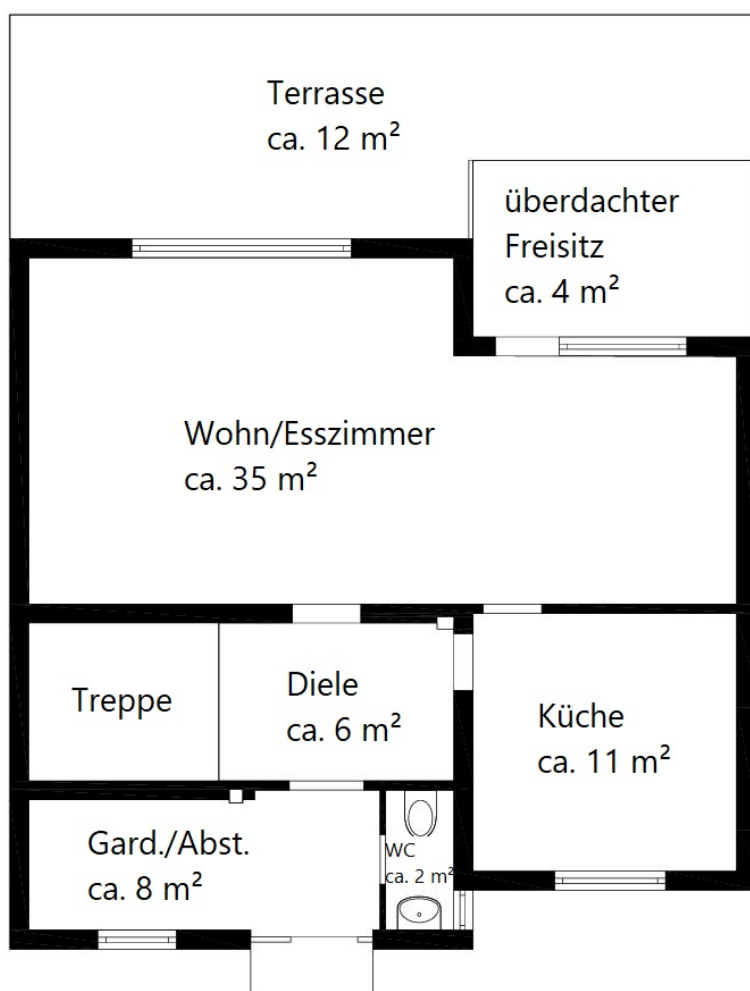 Terrasse
ca. 12 m²
überdachter
Freisitz
ca. 4 m²
Wohn/Esszimmer
ca. 35 m²
Treppe
Diele
ca. 6 m²
Küche
ca. 11 m²
Gard./Abst.
ca. 8 m²
WC
ca. 2 m²